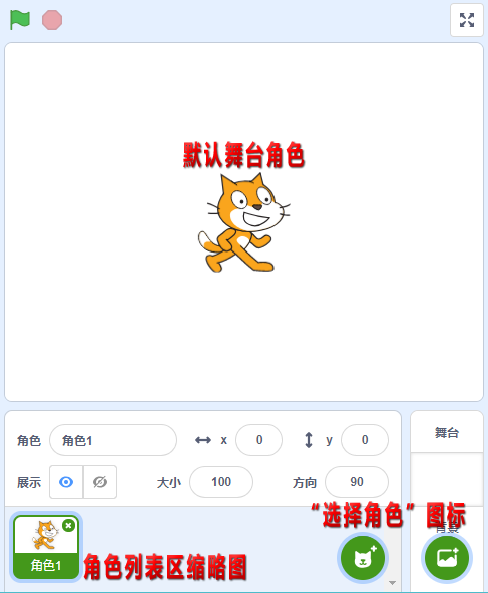 默认舞台角色
角色 角色1 x 0 y 0
舞台
展示 大小 100 方向 90
“选择角色”图标
背景
角色1
角色列表区缩略图